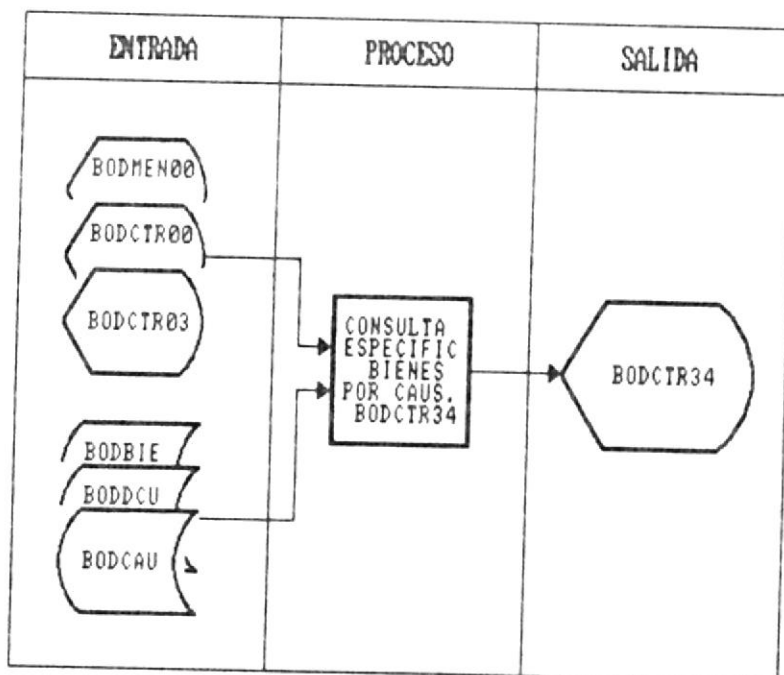 ENTRADA
PROCESO
SALIDA
BODMEN00
BODCTR00
BODCTR03
BODBIE
BODDCU
BODCAU
CONSULTA
ESPECIFIC
BIENES
POR CAUS.
BODCTR34
BODCTR34